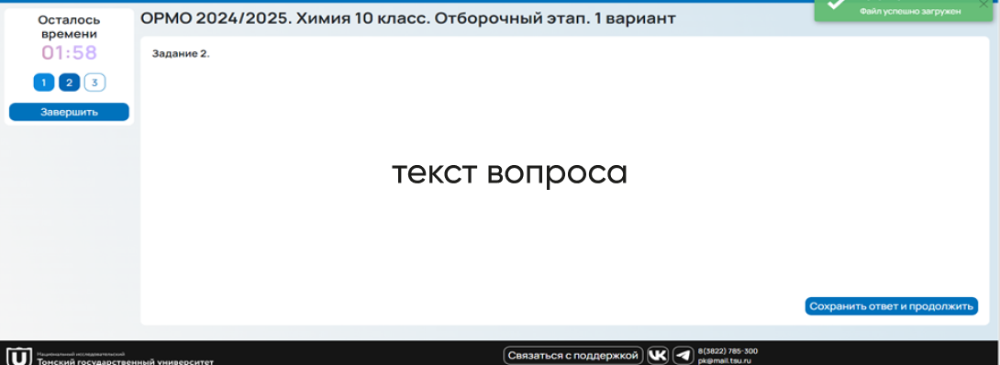 Осталось
времени
01:58
1 2 3
Завершить
ОРМО 2024/2025. Химия 10 класс. Отборочный этап. 1 вариант
Файл успешно загружен
Задание 2.
текст вопроса
Сохранить ответ и продолжить
Национальный исследовательский
Томский государственный университет
Связаться с поддержкой
8(3822) 785-300
pk@mail.tsu.ru